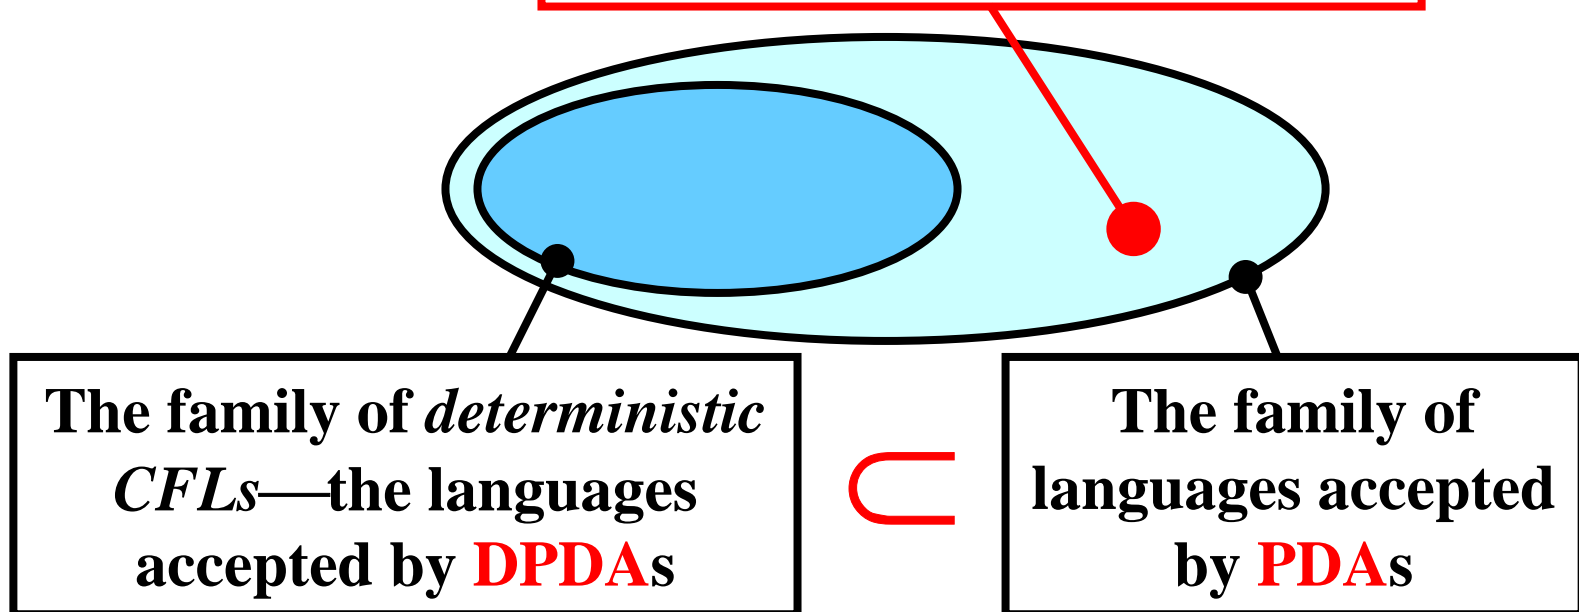 The family of deterministic
CFLs—the languages
accepted by DPDAs
⊂
The family of
languages accepted
by PDAs